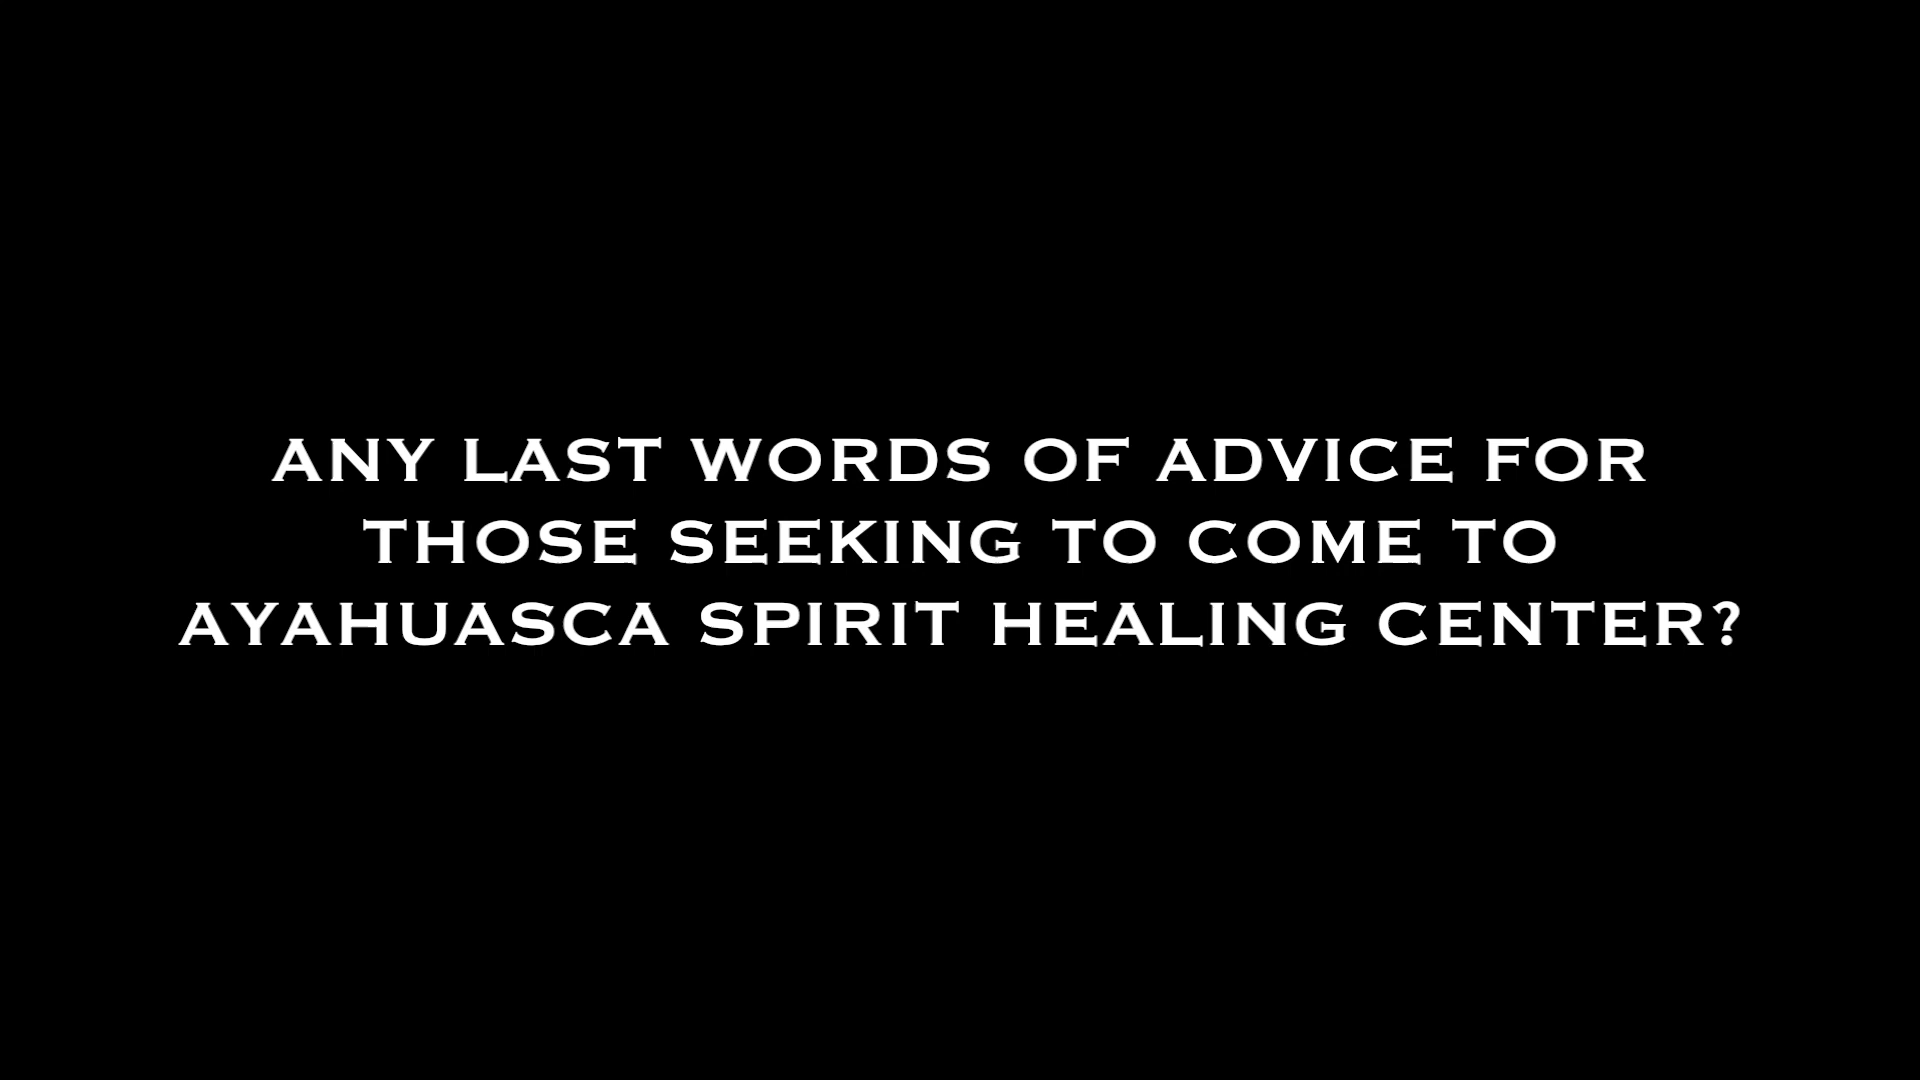 ANY LAST WORDS OF ADVICE FOR
THOSE SEEKING TO COME TO
AYAHUASCA SPIRIT HEALING CENTER?